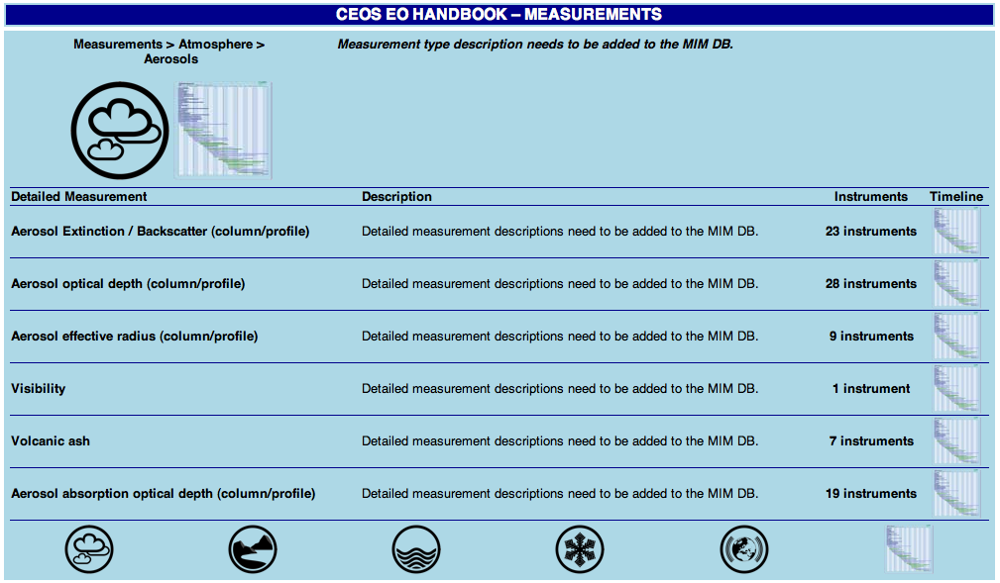 CEOS EO HANDBOOK – MEASUREMENTS
Measurements > Atmosphere >
Aerosols
Measurement type description needs to be added to the MIM DB.
Detailed Measurement Description Instruments Timeline
Aerosol Extinction / Backscatter (column/profile) Detailed measurement descriptions need to be added to the MIM DB. 23 instruments
Aerosol optical depth (column/profile) Detailed measurement descriptions need to be added to the MIM DB. 28 instruments
Aerosol effective radius (column/profile) Detailed measurement descriptions need to be added to the MIM DB. 9 instruments
Visibility Detailed measurement descriptions need to be added to the MIM DB. 1 instrument
Volcanic ash Detailed measurement descriptions need to be added to the MIM DB. 7 instruments
Aerosol absorption optical depth (column/profile) Detailed measurement descriptions need to be added to the MIM DB. 19 instruments